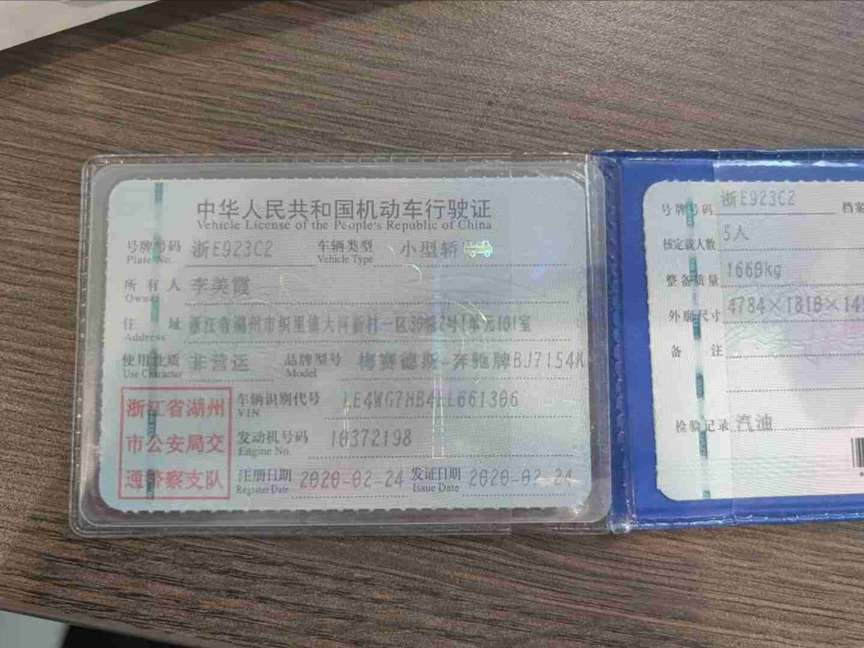 中华人民共和国机动车行驶证
Vehicle License of the People's Republic of China
号牌号码 浙E923C2 车辆类型 小型轿
Plate No. Vehicle Type
所有人 李美霞
Owner
住址 浙江省湖州市织里镇大河新村一区36幢2号1单元101室
Address
使用性质 非营运 品牌型号 梅赛德斯-奔驰牌BJ7154
Use Character Model
浙江省湖州
市公安局交
通警察支队
车辆识别代号 LE4WG7HB4LL661306
VIN
发动机号码 10372198
Engine No.
注册日期 2020-02-24 发证日期 2020-02-24
Register Date Issue Date
号牌号码 浙E923C2 档案
核定载人数 5人
整备质量 1660kg
外廓尺寸 4784×1810×14
备注
检验记录 汽油